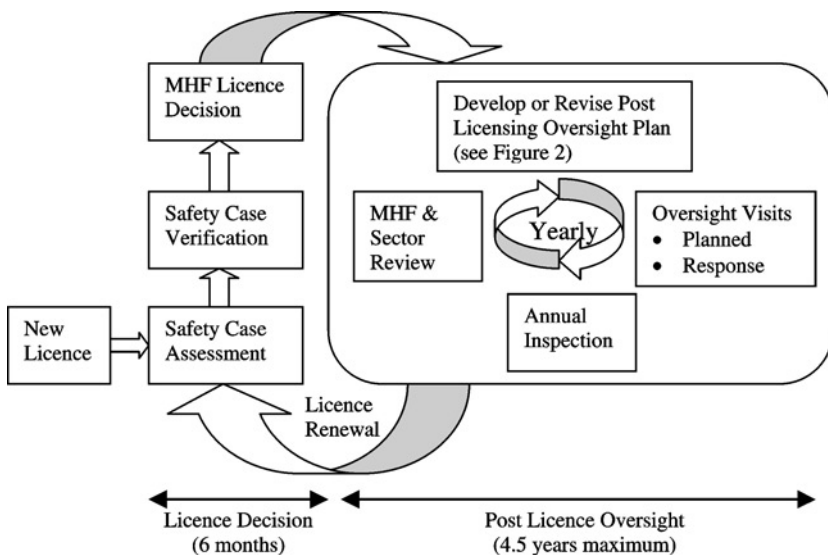 MHF Licence
Decision
Safety Case
Verification
New
Licence
Safety Case
Assessment
Develop or Revise Post
Licensing Oversight Plan
(see Figure 2)
MHF &
Sector
Review
Yearly
Oversight Visits
• Planned
• Response
Annual
Inspection
Licence
Renewal
Licence Decision
(6 months)
Post Licence Oversight
(4.5 years maximum)